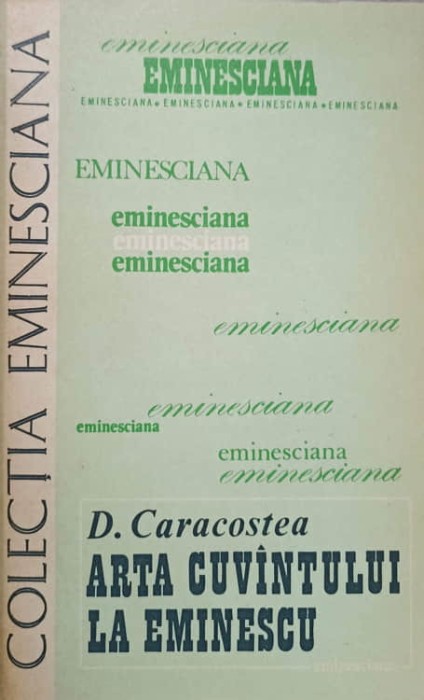 COLECȚIA EMINESCIANA
eminesciana
EMINESCIANA
EMINESCIANA • EMINESCIANA • EMINESCIANA • EMINESCIANA
EMINESCIANA
eminesciana
eminesciana
eminesciana
eminesciana
eminesciana
eminesciana
eminesciana
eminesciana
D. Caracostea
ARTA CUVÎNTULUI
LA EMINESCU
eminesciana